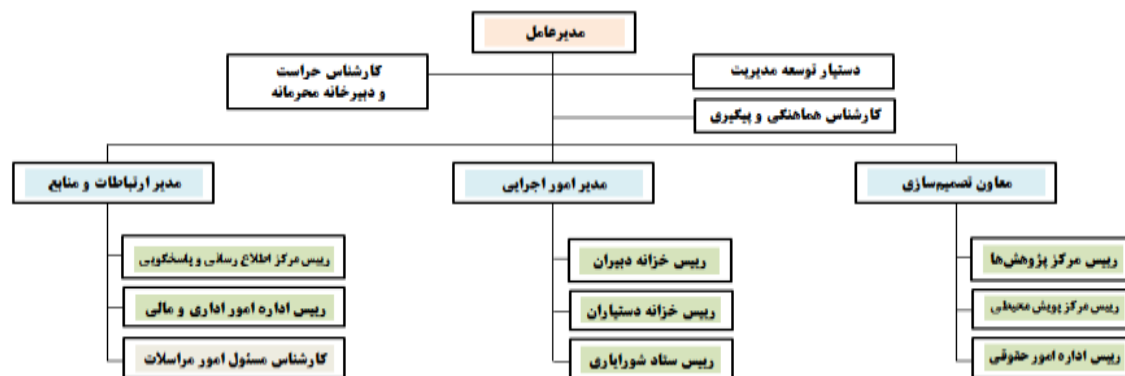 مدیرعامل
دستیار توسعه مدیریت
کارشناس حراست
و دبیرخانه محرمانه
کارشناس هماهنگی و پیگیری
معاون تصمیم‌سازی
مدیر امور اجرایی
مدیر ارتباطات و منابع
رییس مرکز پژوهش‌ها
رییس مرکز پویش محیطی
رییس اداره امور حقوقی
رییس خزانه دبیران
رییس خزانه دستیاران
رییس ستاد شورایاری
رییس مرکز اطلاع رسانی و پاسخگویی
رییس اداره امور اداری و مالی
کارشناس مسئول امور مراسلات